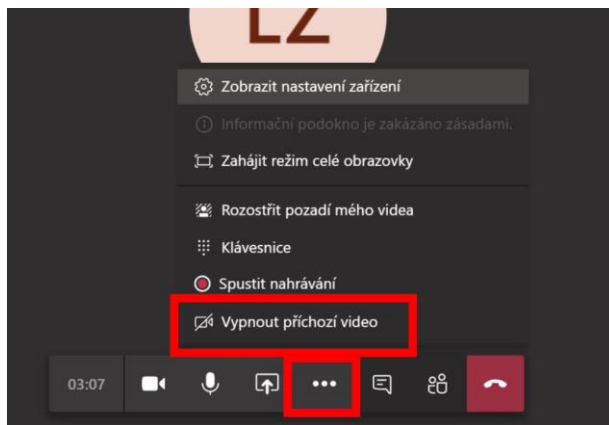 LZ
Zobrazit nastavení zařízení
Informační podokno je zakázáno zásadami.
Zahájit režim celé obrazovky
Rozostřit pozadí mého videa
Klávesnice
Spustit nahrávání
Vypnout příchozí video
03:07